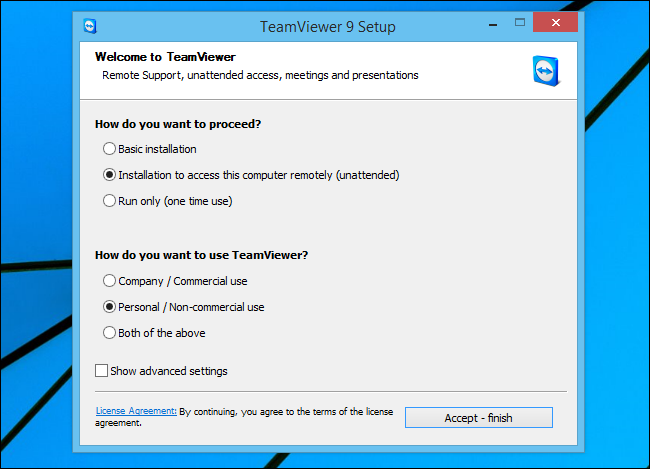 TeamViewer 9 Setup
Welcome to TeamViewer
Remote Support, unattended access, meetings and presentations
How do you want to proceed?
Basic installation
Installation to access this computer remotely (unattended)
Run only (one time use)
How do you want to use TeamViewer?
Company / Commercial use
Personal / Non-commercial use
Both of the above
Show advanced settings
License Agreement: By continuing, you agree to the terms of the license
agreement.
Accept - finish